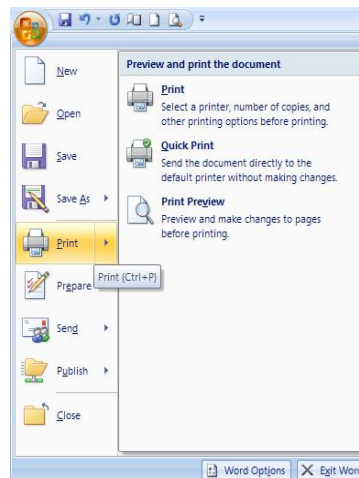 New
Open
Save
Save As
Print
Print (Ctrl+P)
Prepare
Send
Publish
Close
Preview and print the document
Print
Select a printer, number of copies, and
other printing options before printing.
Quick Print
Send the document directly to the
default printer without making changes.
Print Preview
Preview and make changes to pages
before printing.
Word Options
Exit Word